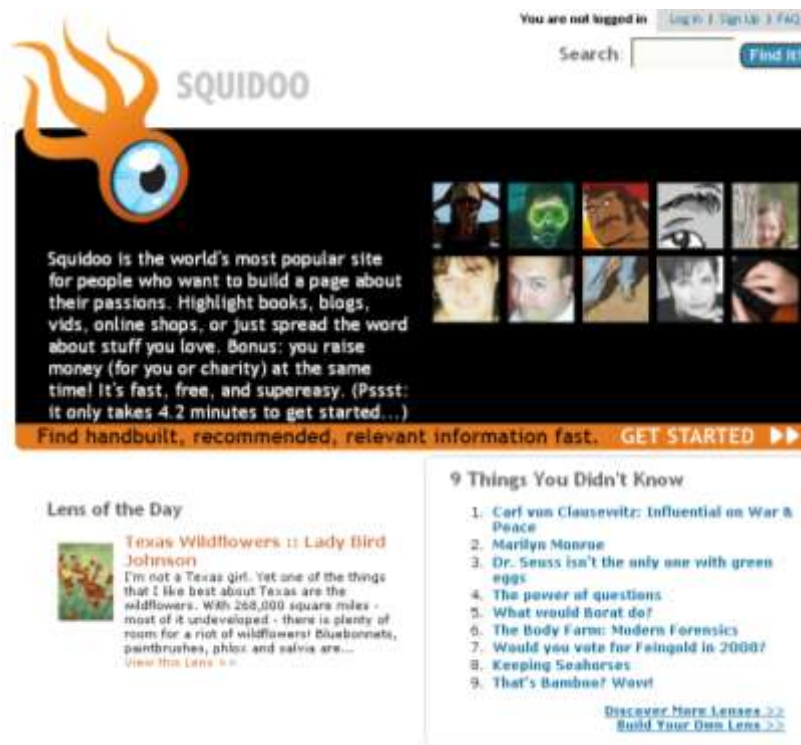 You are not logged in Log in | Sign Up | FAQ
Search: Find It!
SQUIDOO
Squidoo is the world's most popular site
for people who want to build a page about
their passions. Highlight books, blogs,
vids, online shops, or just spread the word
about stuff you love. Bonus: you raise
money (for you or charity) at the same
time! It's fast, free, and supereasy. (Pssst:
it only takes 4.2 minutes to get started...)
Find handbuilt, recommended, relevant information fast. GET STARTED
Lens of the Day
Texas Wildflowers :: Lady Bird
Johnson
I'm not a Texas girl. Yet one of the things
that I like best about Texas are the
wildflowers. With 268,000 square miles -
most of it undeveloped - there is plenty of
room for a riot of wildflowers! Bluebonnets,
paintbrushes, phlox and salvia are...
View this Lens >>
9 Things You Didn't Know
1. Carl von Clausewitz: Influential on War &
Peace
2. Marilyn Monroe
3. Dr. Seuss isn't the only one with green
eggs
4. The power of questions
5. What would Borat do?
6. The Body Farm: Modern Forensics
7. Would you vote for Feingold in 2008?
8. Keeping Seahorses
9. That's Bamboo? Wow!
Discover More Lenses >>
Build Your Own Lens >>